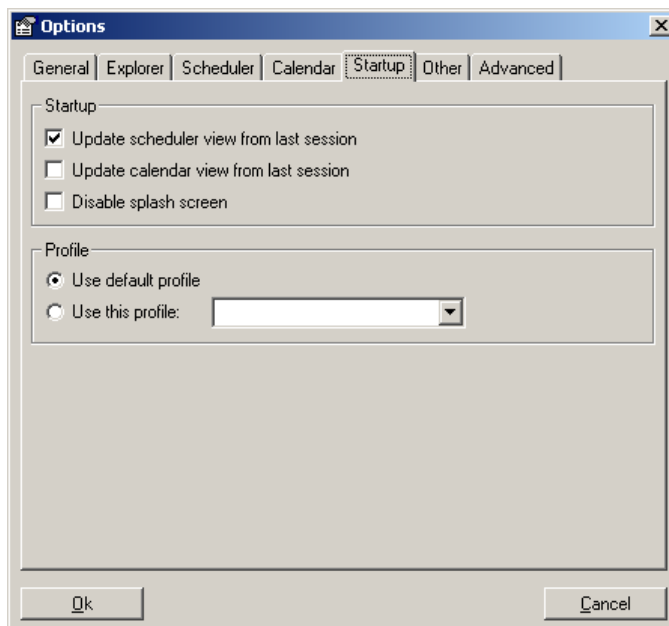 Options
General Explorer Scheduler Calendar Startup Other Advanced
Startup
Update scheduler view from last session
Update calendar view from last session
Disable splash screen
Profile
Use default profile
Use this profile:
Ok Cancel